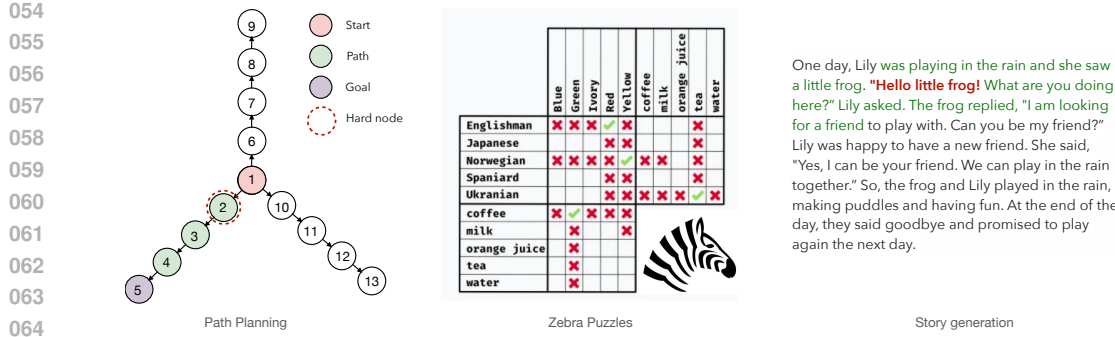 054
055
056
057
058
059
060
061
062
063
064
9
8
7
6
1
2
10
3
11
4
12
5
13
Start
Path
Goal
Hard node
Path Planning
Blue
Green
Ivory
Red
Yellow
coffee
milk
orange juice
tea
water
Englishman
Japanese
Norwegian
Spaniard
Ukranian
coffee
milk
orange juice
tea
water
Zebra Puzzles
One day, Lily was playing in the rain and she saw
a little frog. "Hello little frog! What are you doing
here?" Lily asked. The frog replied, "I am looking
for a friend to play with. Can you be my friend?"
Lily was happy to have a new friend. She said,
"Yes, I can be your friend. We can play in the rain
together." So, the frog and Lily played in the rain,
making puddles and having fun. At the end of the
day, they said goodbye and promised to play
again the next day.
Story generation